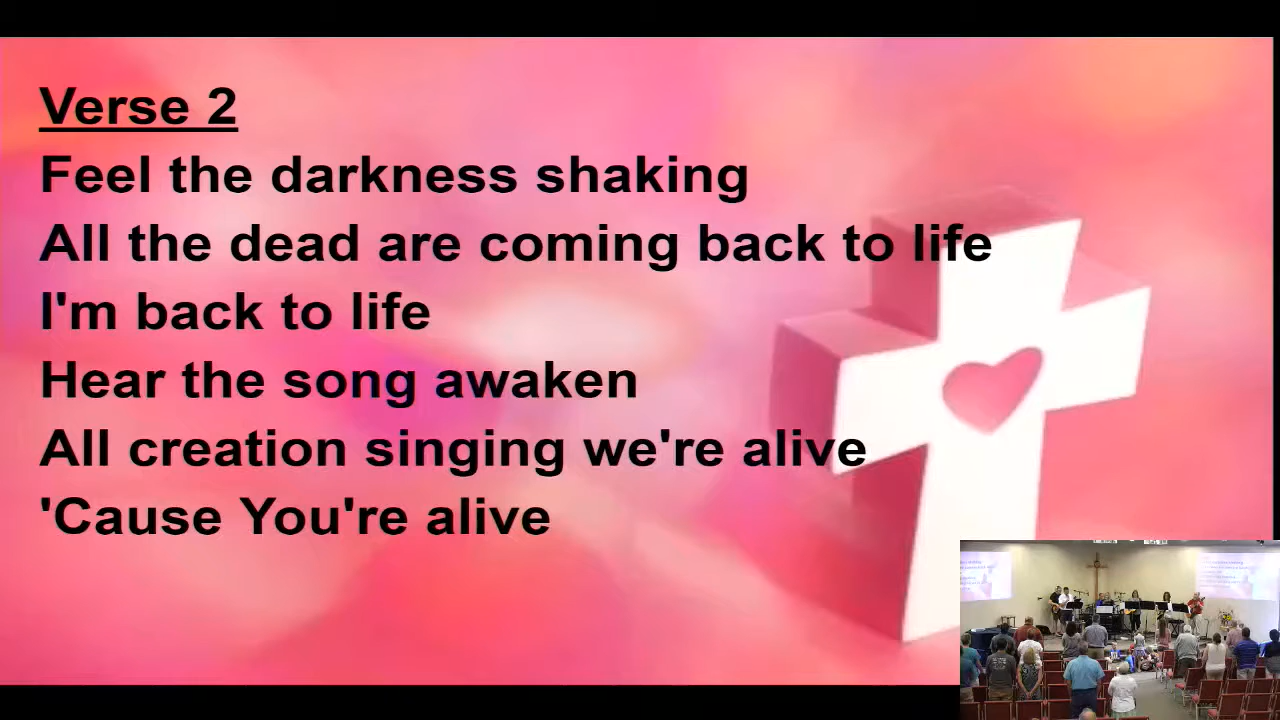 Verse 2
Feel the darkness shaking
All the dead are coming back to life
I'm back to life
Hear the song awaken
All creation singing we're alive
'Cause You're alive